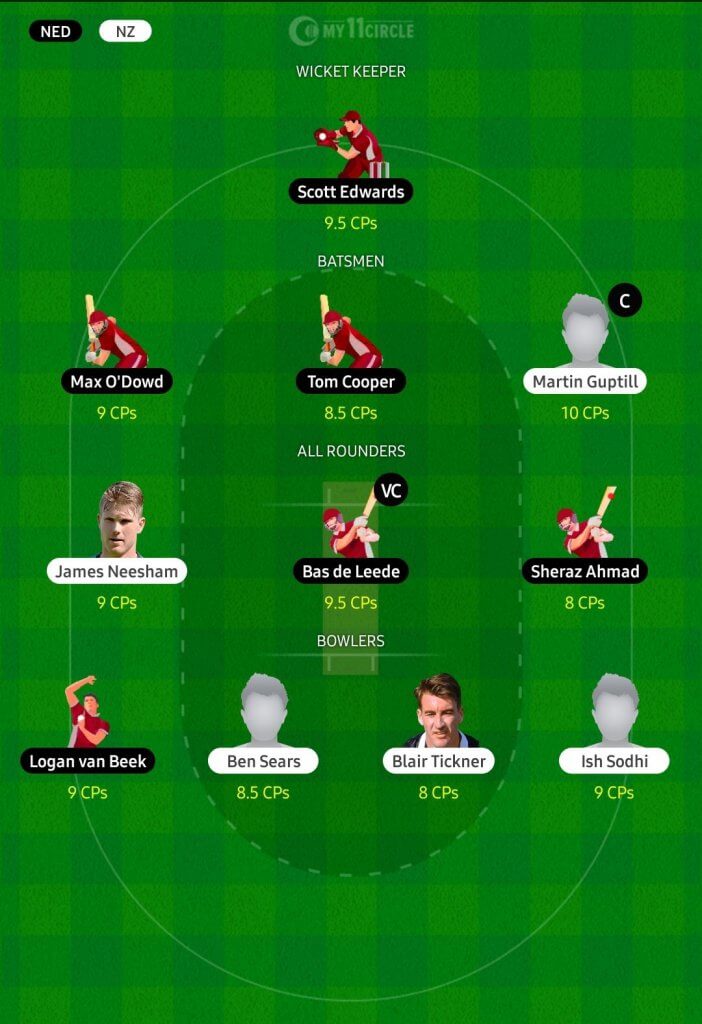 NED NZ MY11CIRCLE
WICKET KEEPER
Scott Edwards
9.5 CPs
BATSMEN
C
Max O'Dowd Tom Cooper Martin Guptill
9 CPs 8.5 CPs 10 CPs
ALL ROUNDERS
VC
James Neesham Bas de Leede Sheraz Ahmad
9 CPs 9.5 CPs 8 CPs
BOWLERS
Logan van Beek Ben Sears Blair Tickner Ish Sodhi
9 CPs 8.5 CPs 8 CPs 9 CPs